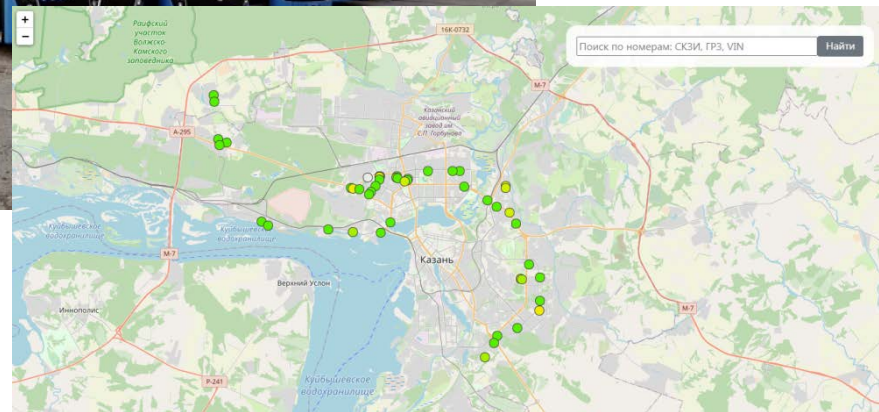 +
−
Поиск по номерам: СКЗИ, ГРЗ, VIN
Найти
Раифский
участок
Волжско-
Камского
заповедника
16К-0732
М-7
А-295
Казанский
авиационный
завод им.
С.П. Горбунова
Куйбышевское
водохранилище
Куйбышевское
водохранилище
М-7
Казань
Верхний Услон
Иннополис
М-7
Р-241
Куйбышевское
водохранилище